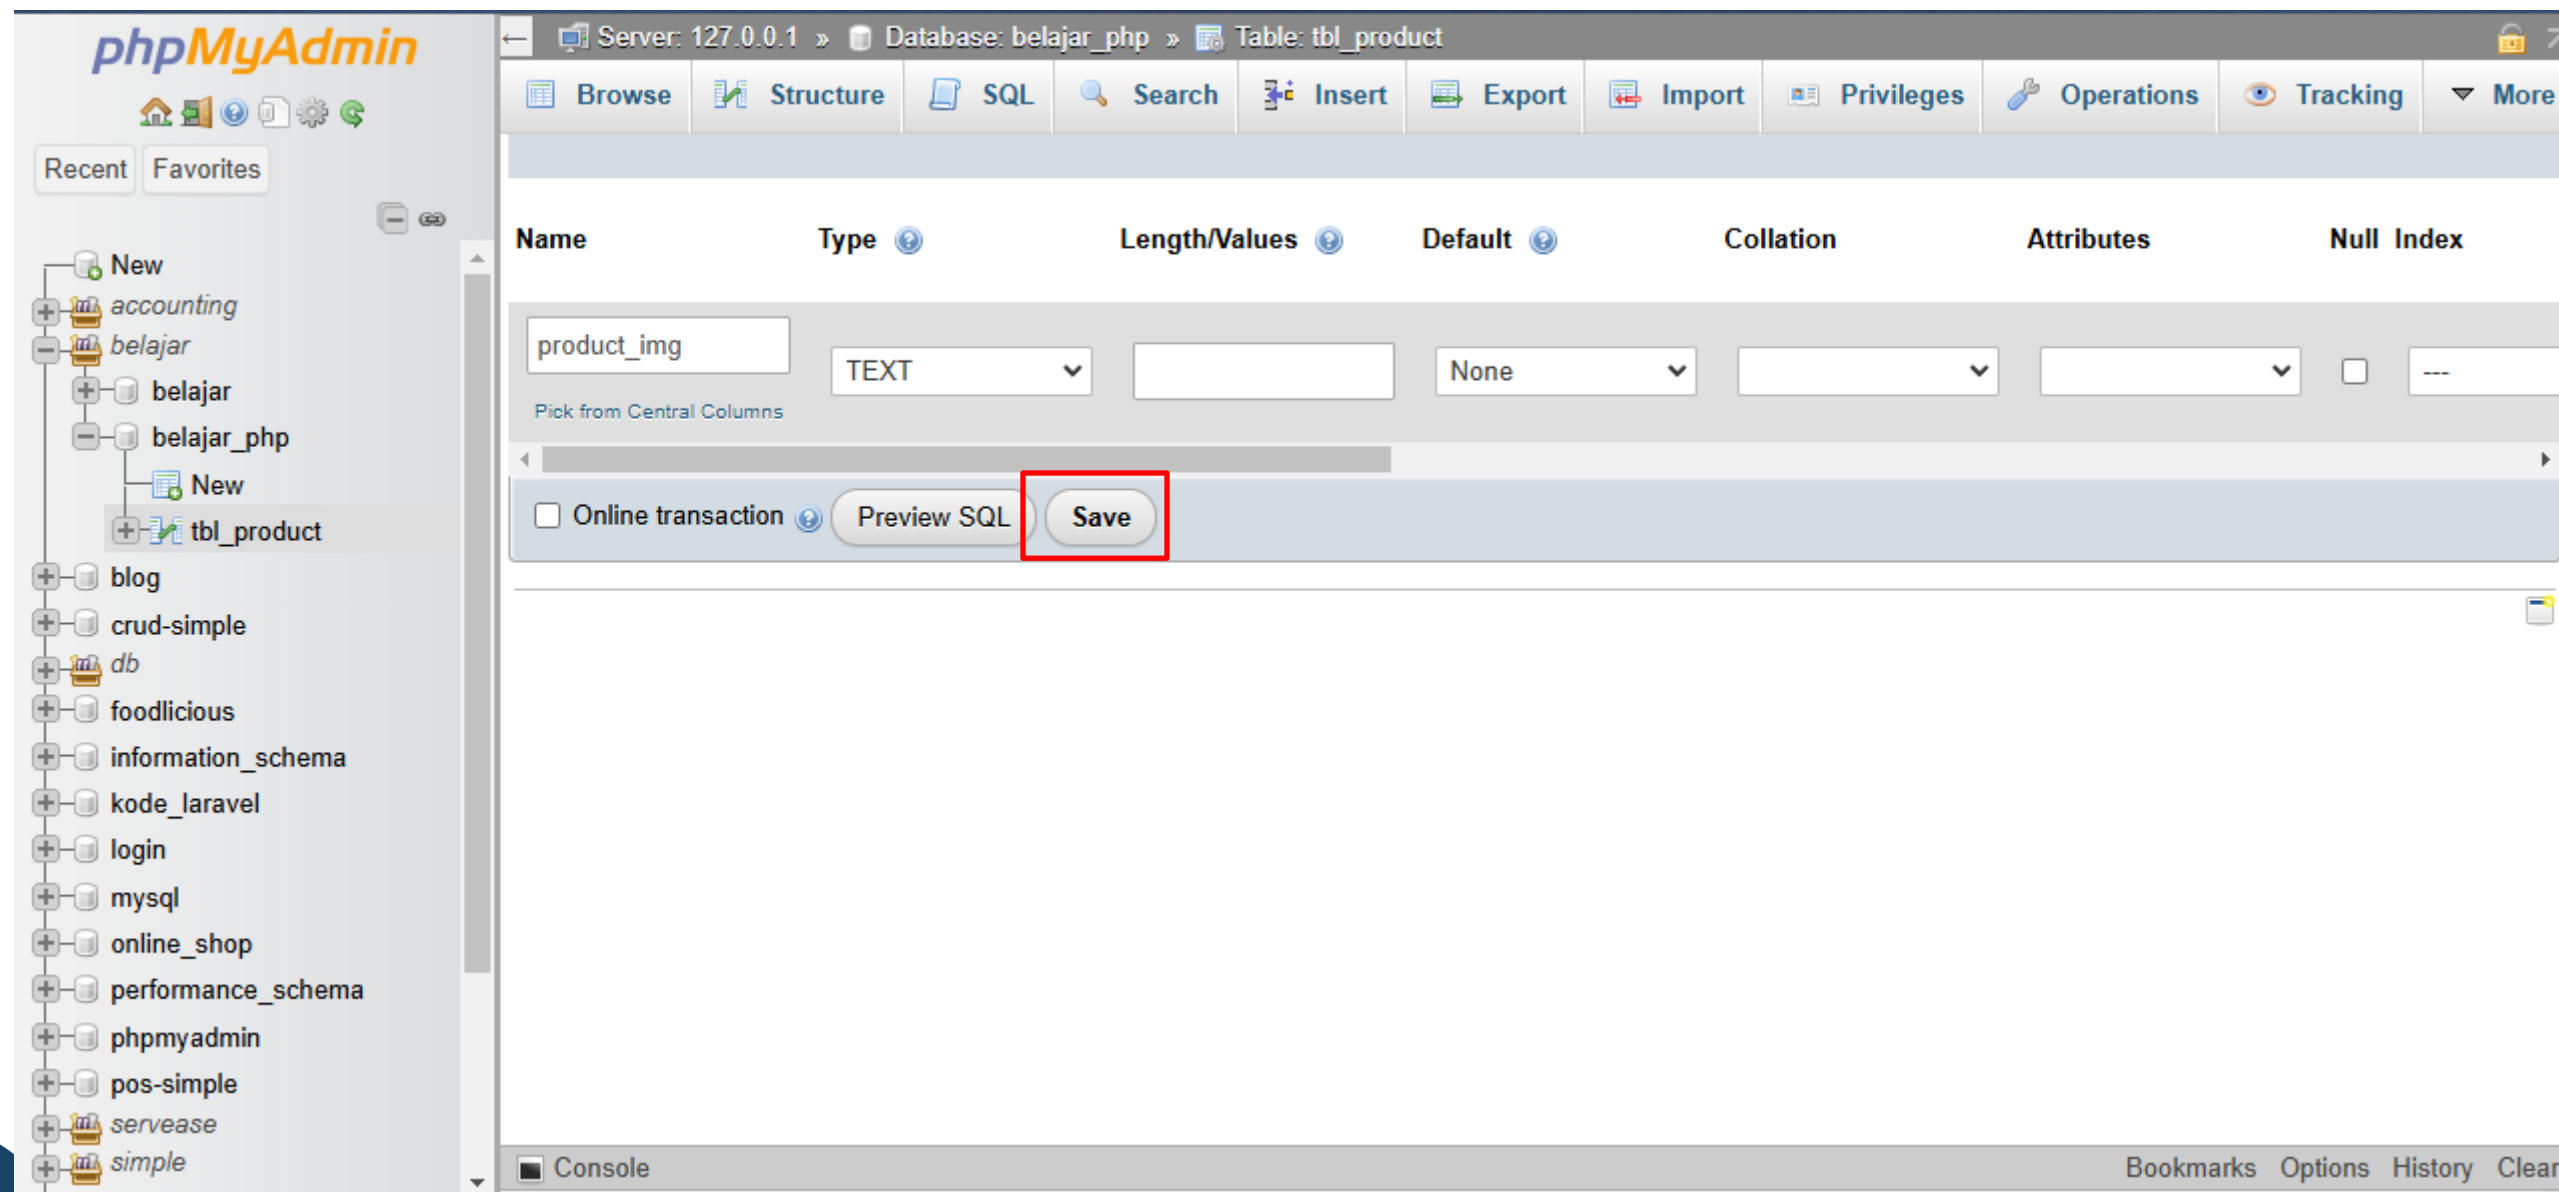 phpMyAdmin
Recent Favorites
New
accounting
belajar
belajar
belajar_php
New
tbl_product
blog
crud-simple
db
foodlicious
information_schema
kode_laravel
login
mysql
online_shop
performance_schema
phpmyadmin
pos-simple
servease
simple
Server: 127.0.0.1 » Database: belajar_php » Table: tbl_product
Browse Structure SQL Search Insert Export Import Privileges Operations Tracking More
Name Type Length/Values Default Collation Attributes Null Index
product_img TEXT None ---
Pick from Central Columns
Online transaction Preview SQL Save
Console Bookmarks Options History Clear